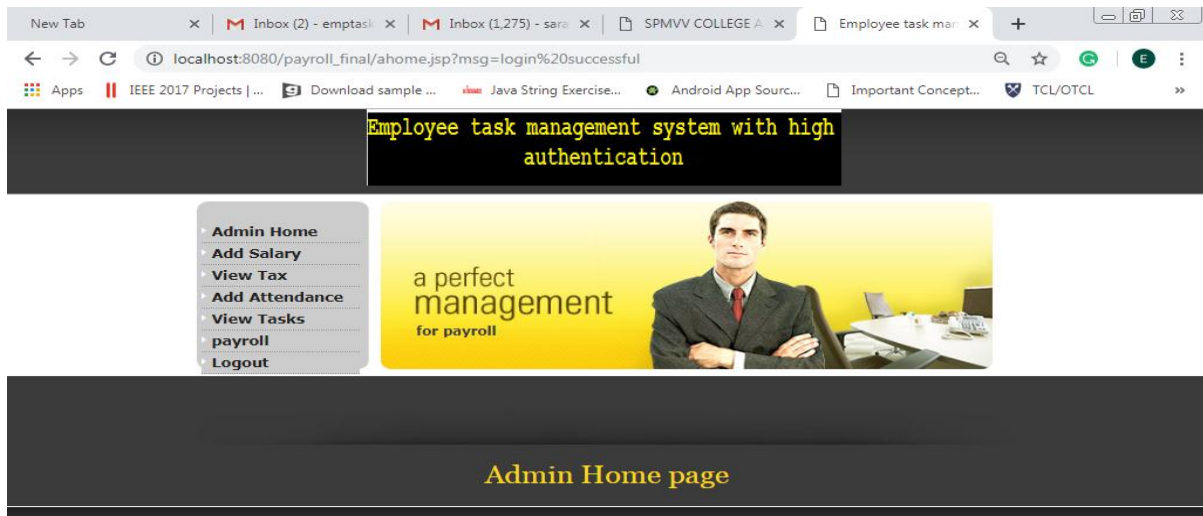 New Tab
Inbox (2) - emptask
Inbox (1,275) - sara
SPMVV COLLEGE A
Employee task man
localhost:8080/payroll_final/ahome.jsp?msg=login%20successful
E
Apps
IEEE 2017 Projects | ...
Download sample ...
Java String Exercise...
Android App Sourc...
Important Concept...
TCL/OTCL
Employee task management system with high
authentication
Admin Home
Add Salary
View Tax
Add Attendance
View Tasks
payroll
Logout
a perfect
management
for payroll
Admin Home page